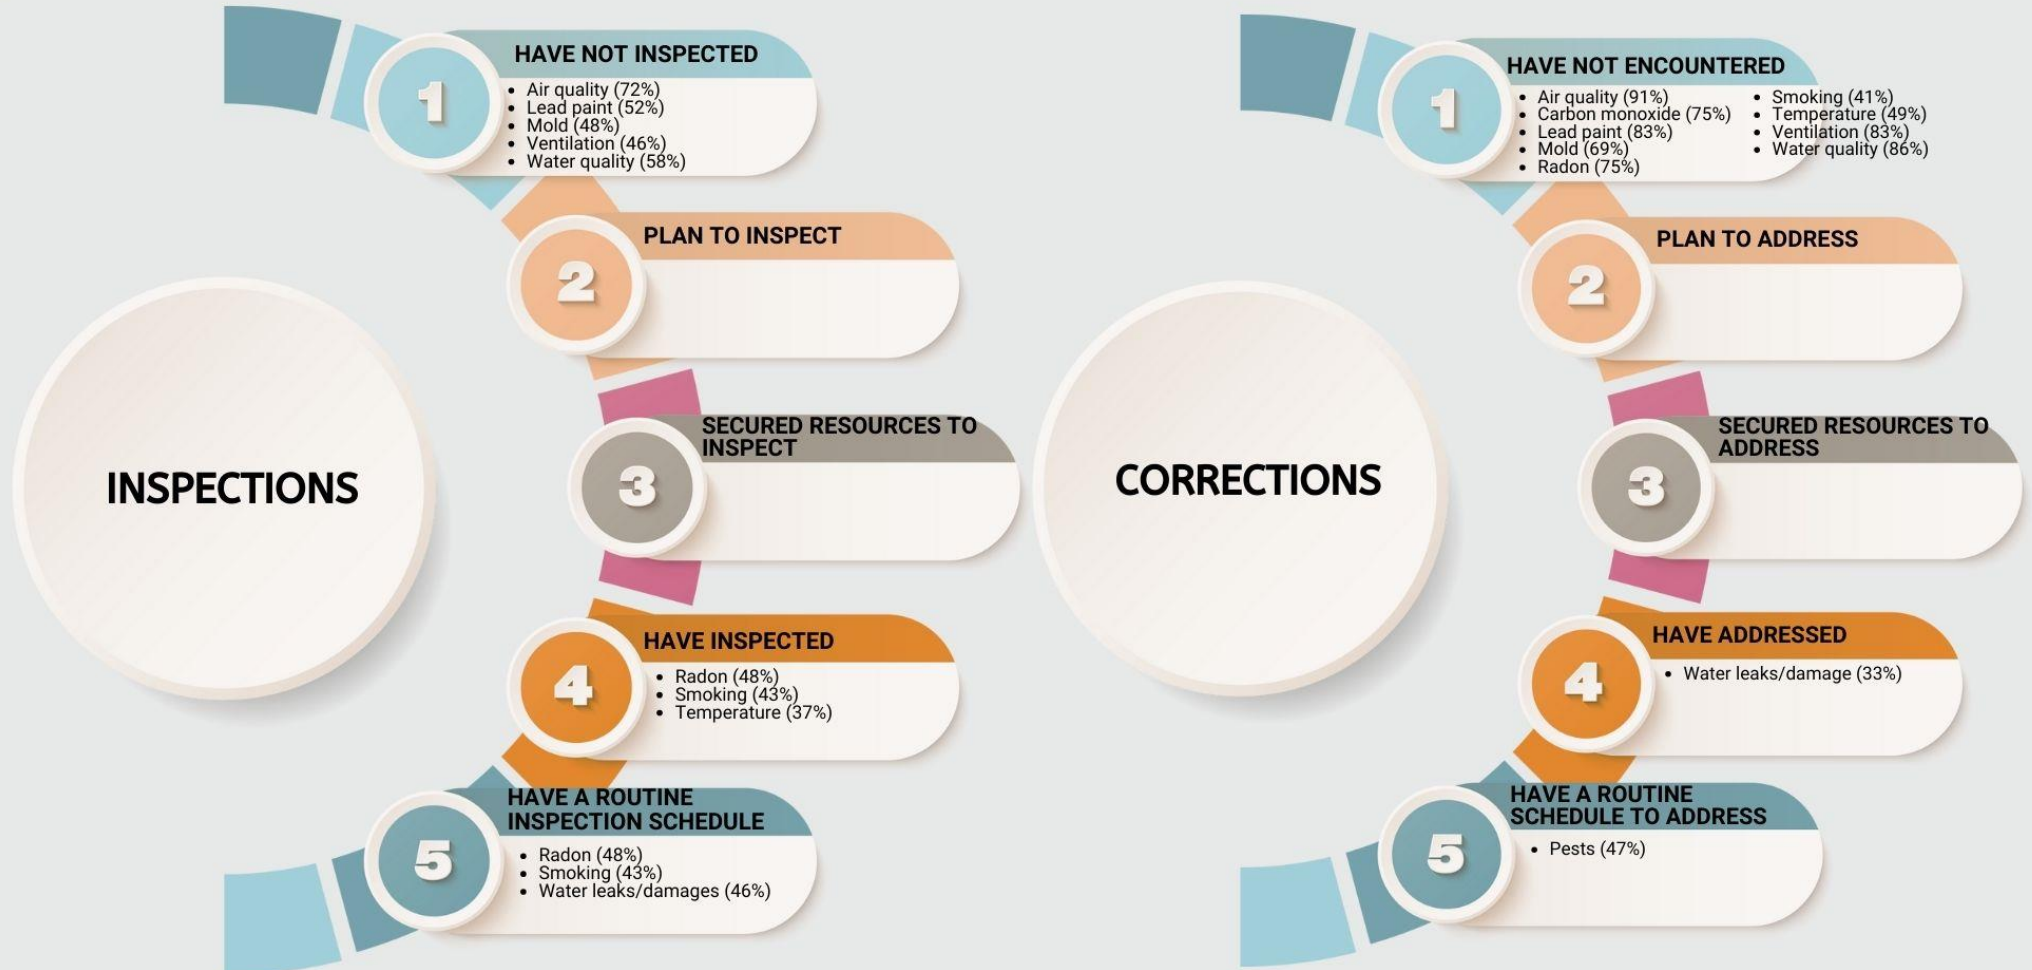 INSPECTIONS
1
HAVE NOT INSPECTED
• Air quality (72%)
• Lead paint (52%)
• Mold (48%)
• Ventilation (46%)
• Water quality (58%)
2
PLAN TO INSPECT
3
SECURED RESOURCES TO
INSPECT
4
HAVE INSPECTED
• Radon (48%)
• Smoking (43%)
• Temperature (37%)
5
HAVE A ROUTINE
INSPECTION SCHEDULE
• Radon (48%)
• Smoking (43%)
• Water leaks/damages (46%)
CORRECTIONS
1
HAVE NOT ENCOUNTERED
• Air quality (91%)
• Carbon monoxide (75%)
• Lead paint (83%)
• Mold (69%)
• Radon (75%)
• Smoking (41%)
• Temperature (49%)
• Ventilation (83%)
• Water quality (86%)
2
PLAN TO ADDRESS
3
SECURED RESOURCES TO
ADDRESS
4
HAVE ADDRESSED
• Water leaks/damage (33%)
5
HAVE A ROUTINE
SCHEDULE TO ADDRESS
• Pests (47%)